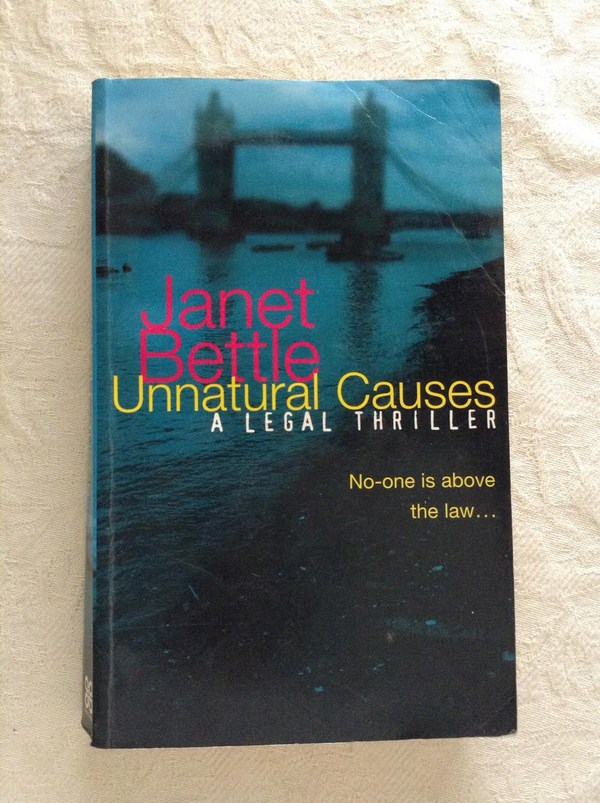 Janet
Bettle
Unnatural Causes
A LEGAL THRILLER
No-one is above
the law...